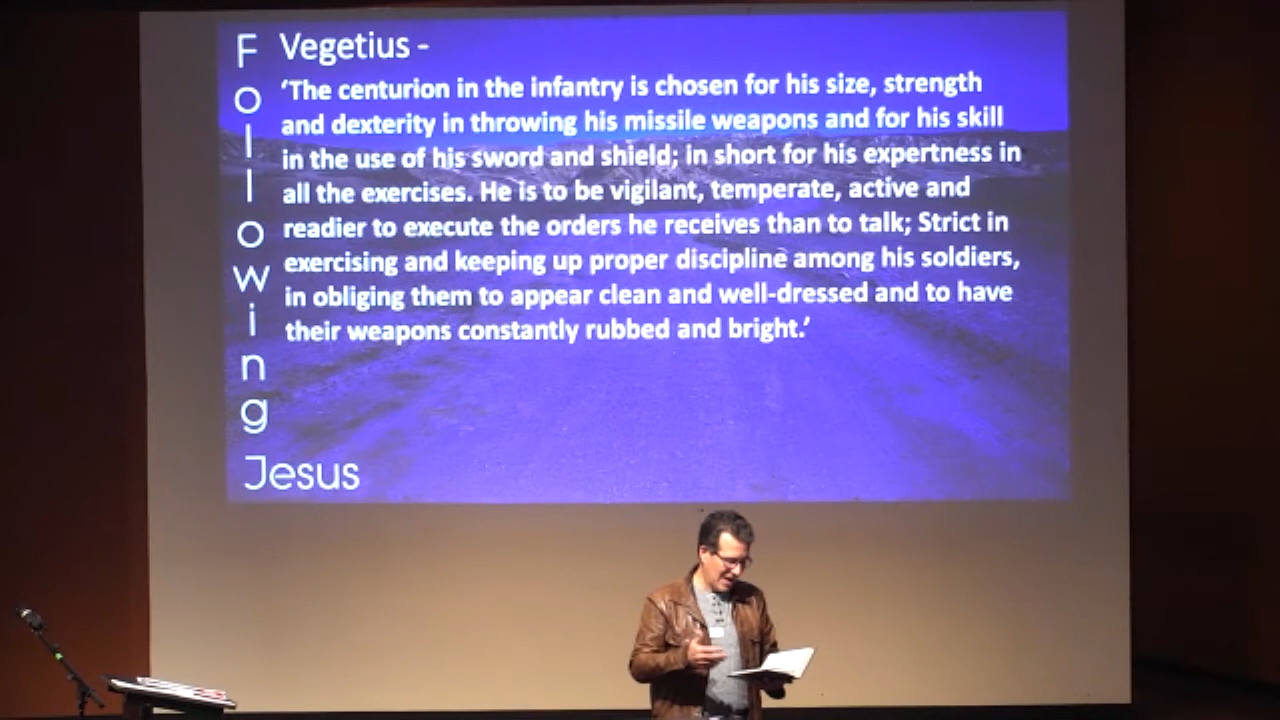 Following
Jesus
Vegetius -
‘The centurion in the infantry is chosen for his size, strength
and dexterity in throwing his missile weapons and for his skill
in the use of his sword and shield; in short for his expertness in
all the exercises. He is to be vigilant, temperate, active and
readier to execute the orders he receives than to talk; Strict in
exercising and keeping up proper discipline among his soldiers,
in obliging them to appear clean and well-dressed and to have
their weapons constantly rubbed and bright.’